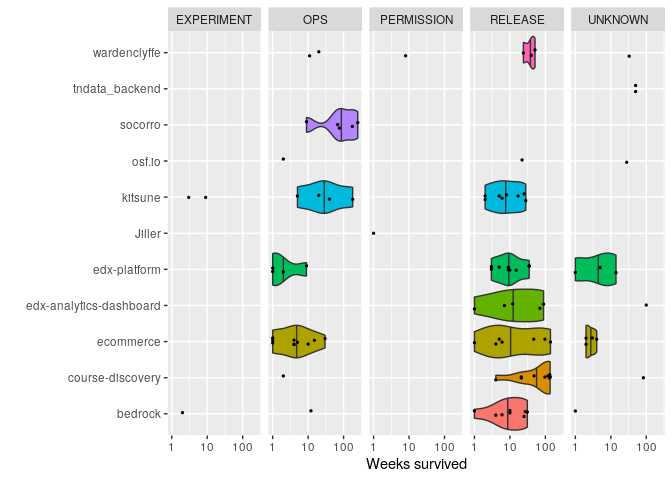 EXPERIMENT OPS PERMISSION RELEASE UNKNOWN
wardenclyffe
tndata_backend
socorro
osf.io
kitsune
Jiller
edx-platform
edx-analytics-dashboard
ecommerce
course-discovery
bedrock
1 10 100 1 10 100 1 10 100 1 10 100 1 10 100
Weeks survived